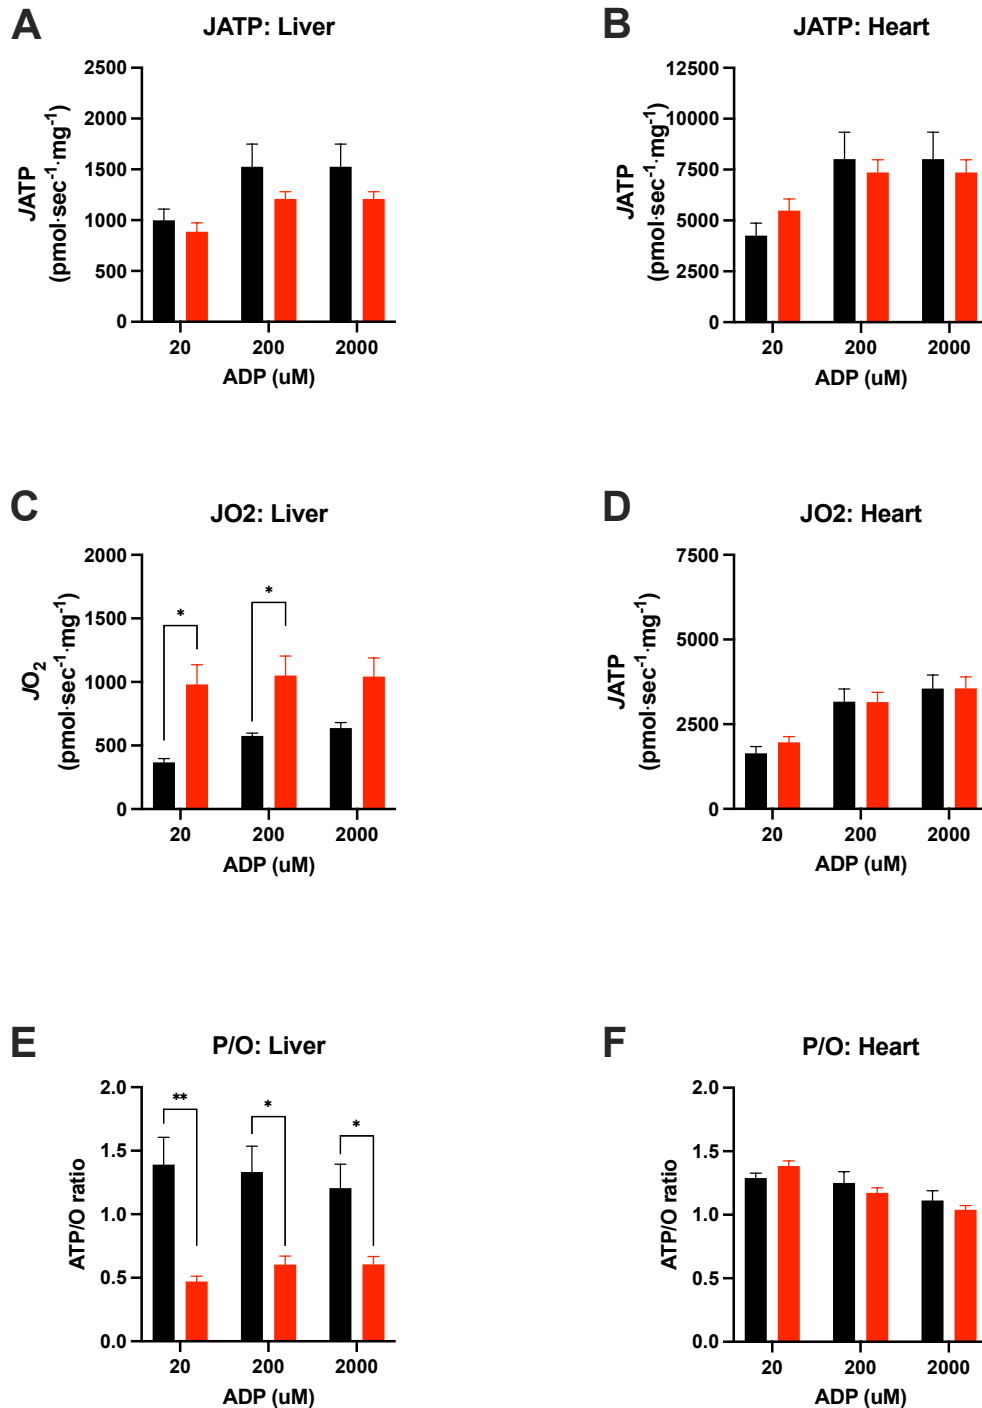 A
JATP: Liver
JATP
(pmol·sec⁻¹·mg⁻¹)
2500
2000
1500
1000
500
0
20
200
2000
ADP (uM)
B
JATP: Heart
JATP
(pmol·sec⁻¹·mg⁻¹)
12500
10000
7500
5000
2500
0
20
200
2000
ADP (uM)
C
JO2: Liver
JO₂
(pmol·sec⁻¹·mg⁻¹)
2000
1500
1000
500
0
*
*
20
200
2000
ADP (uM)
D
JO2: Heart
JATP
(pmol·sec⁻¹·mg⁻¹)
7500
5000
2500
0
20
200
2000
ADP (uM)
E
P/O: Liver
ATP/O ratio
2.0
1.5
1.0
0.5
0.0
**
*
*
20
200
2000
ADP (uM)
F
P/O: Heart
ATP/O ratio
2.0
1.5
1.0
0.5
0.0
20
200
2000
ADP (uM)